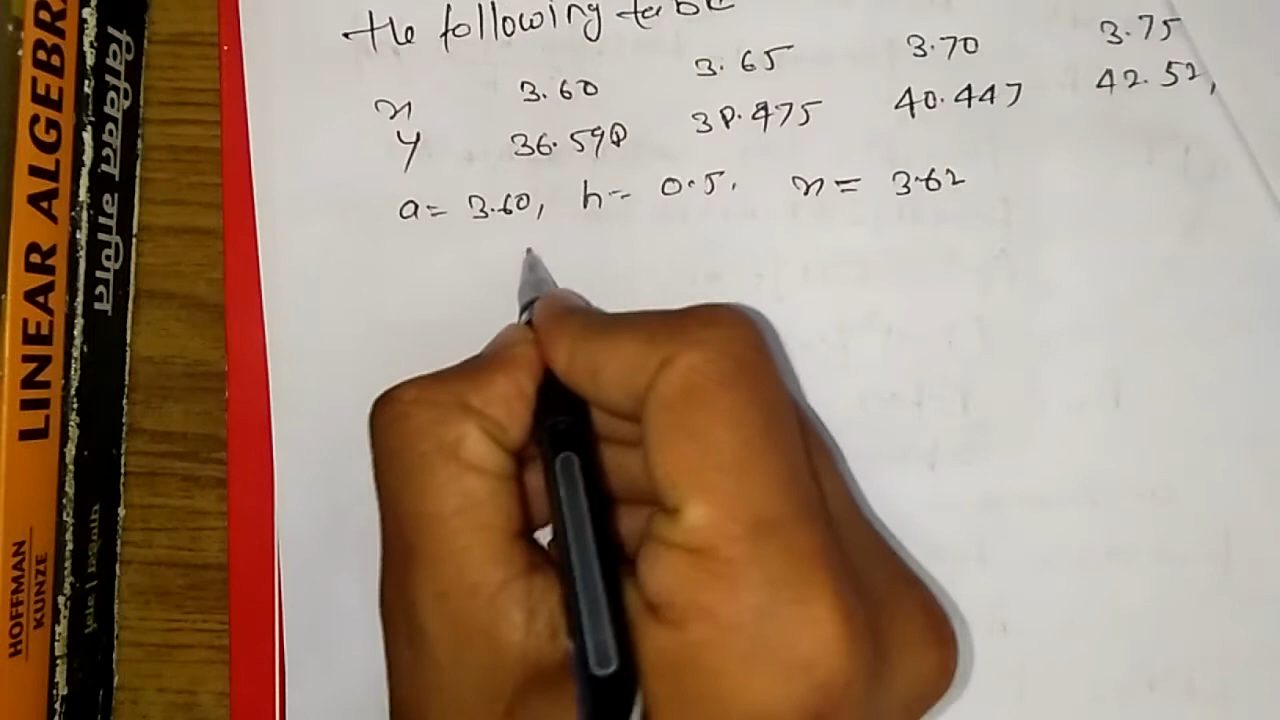 LINEAR ALGEBRA
HOFFMAN
KUNZE
विविक्त गणित
the following table
x 3.60 3.65 3.70 3.75
y 36.598 38.475 40.447 42.52,
a= 3.60, h= 0.5. x= 3.62